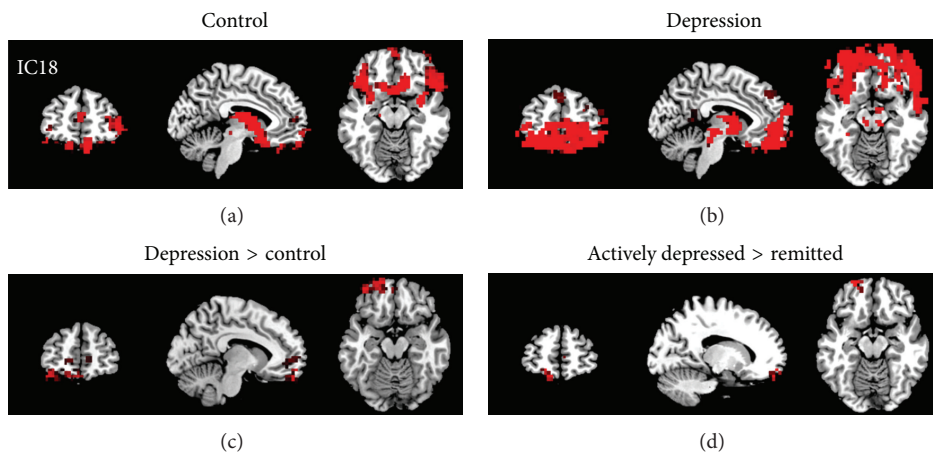 Control
Depression
IC18
(a)
(b)
Depression > control
Actively depressed > remitted
(c)
(d)